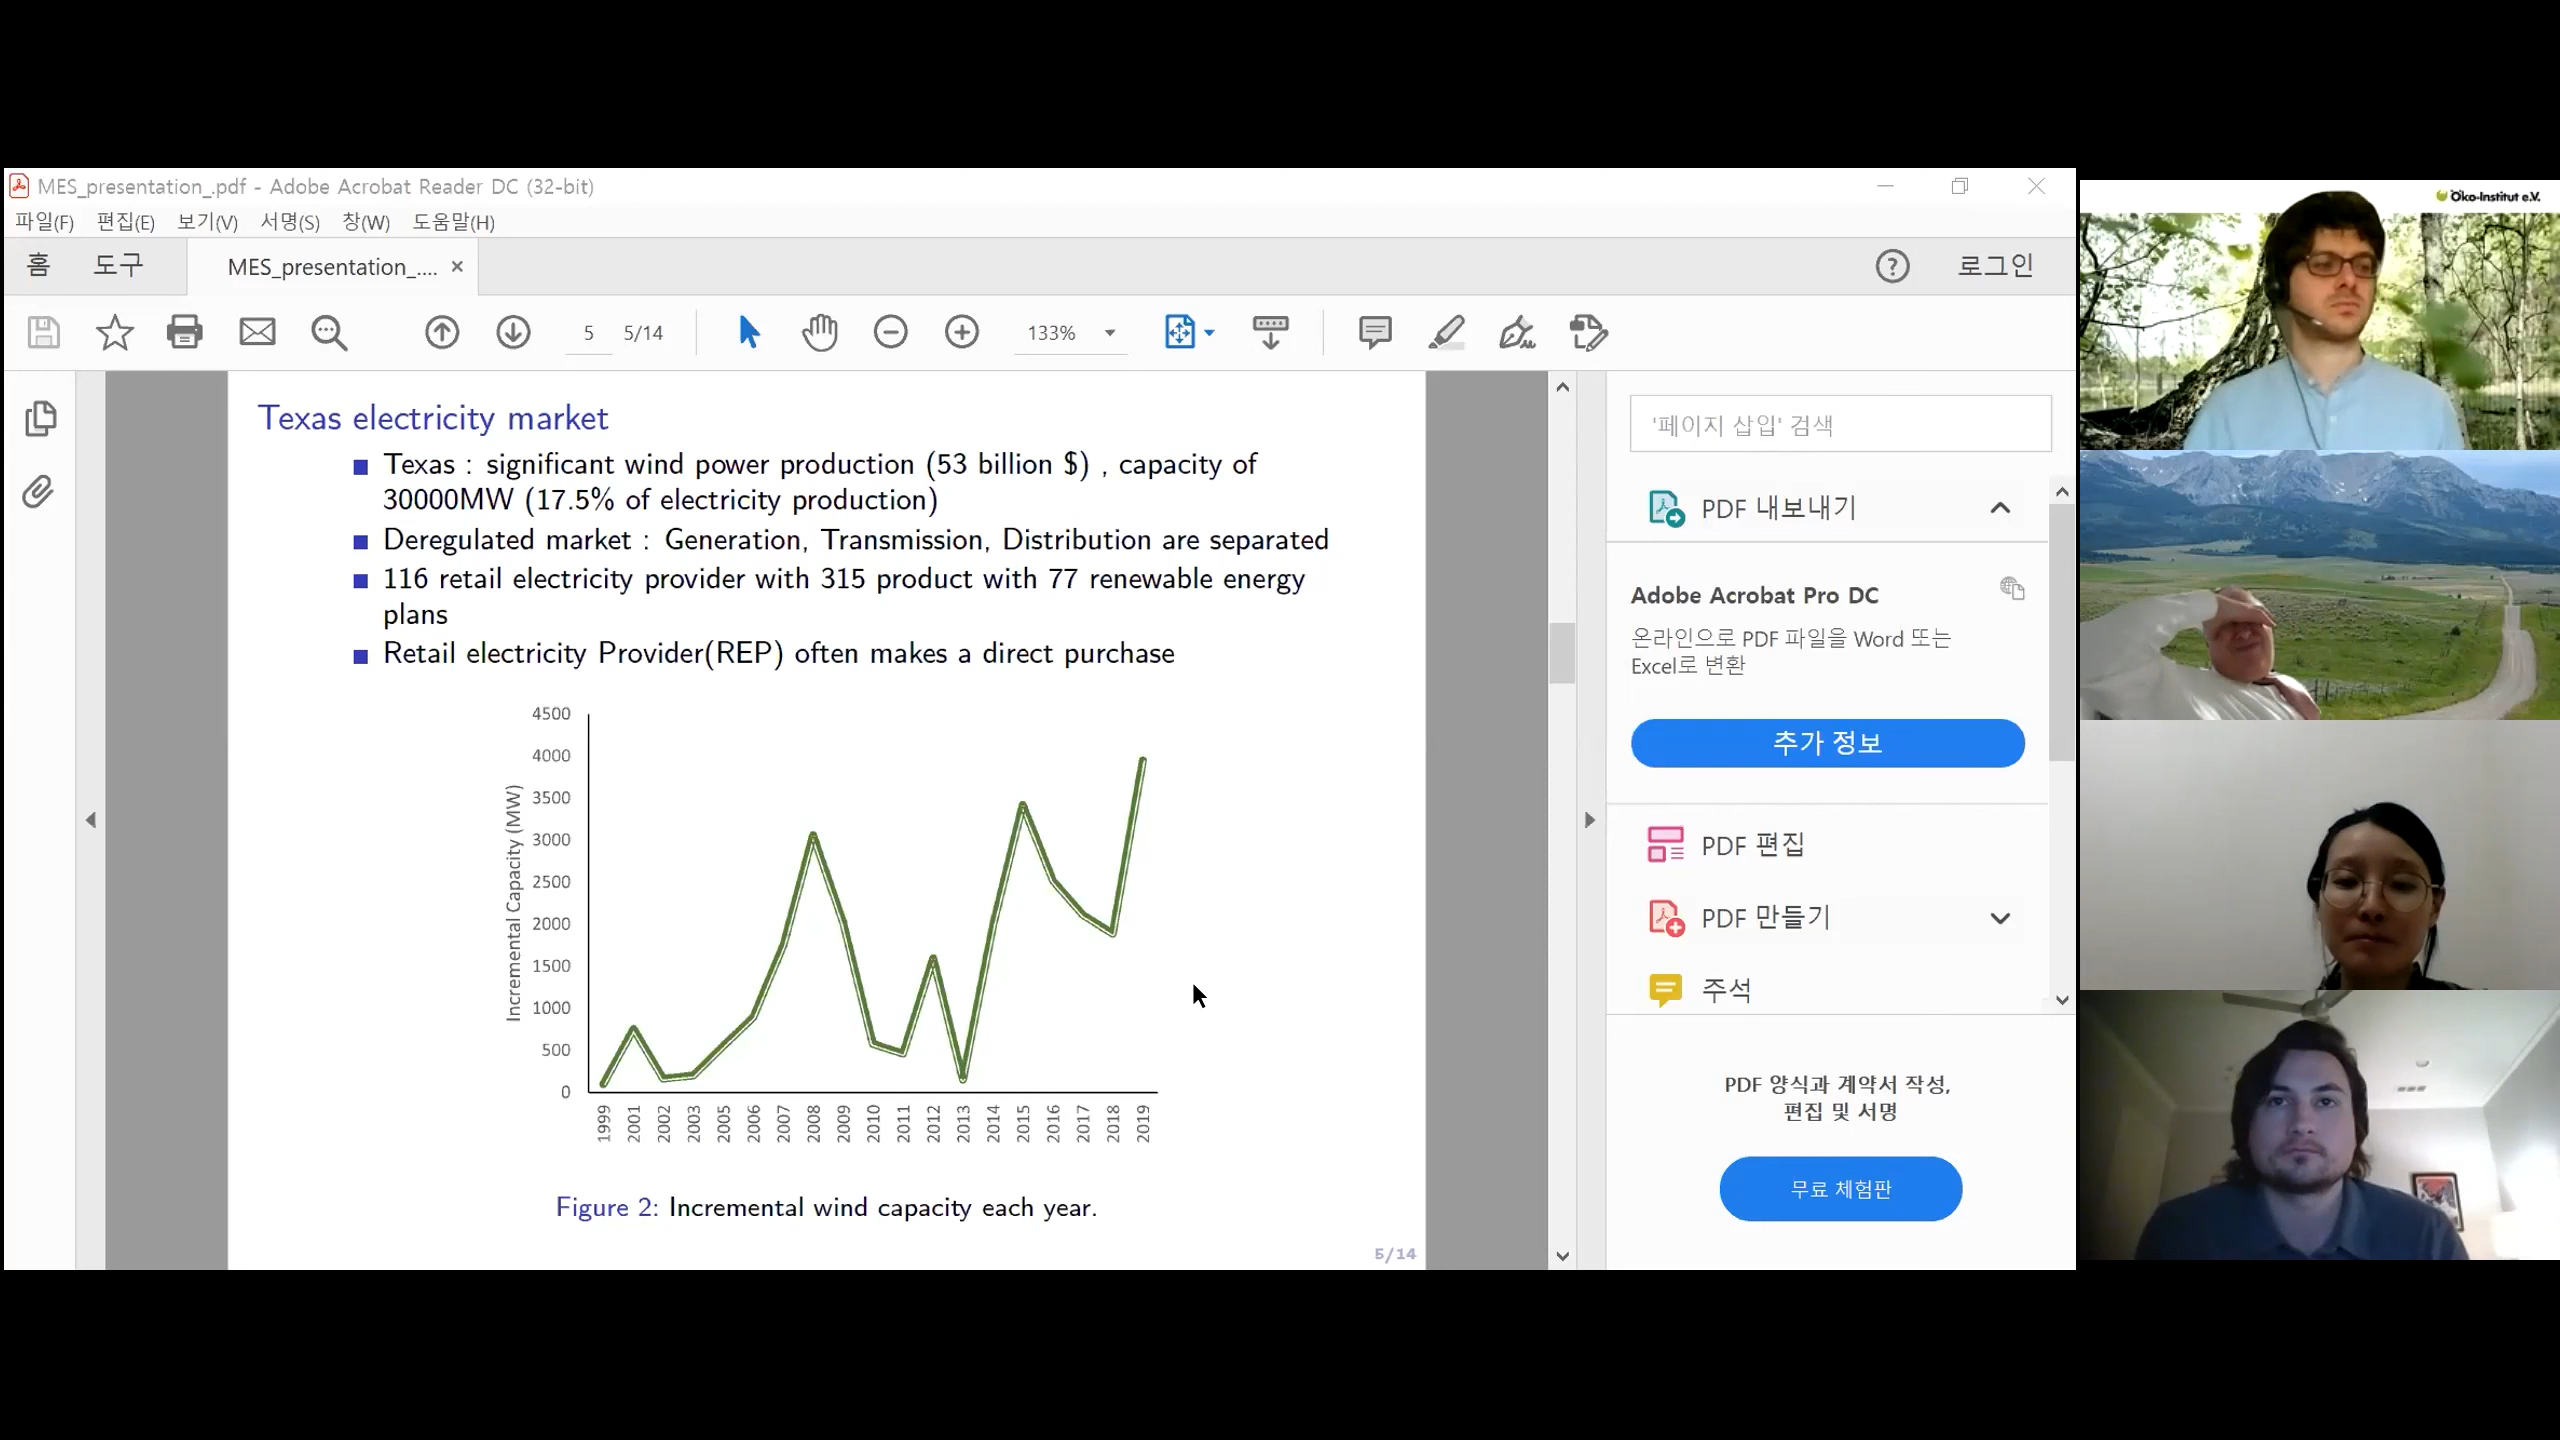 MES_presentation_.pdf - Adobe Acrobat Reader DC (32-bit)
파일(F) 편집(E) 보기(V) 서명(S) 창(W) 도움말(H)
홈 도구 MES_presentation_.... × ? 로그인
5 5/14 133%
Texas electricity market
Texas : significant wind power production (53 billion $) , capacity of
30000MW (17.5% of electricity production)
Deregulated market : Generation, Transmission, Distribution are separated
116 retail electricity provider with 315 product with 77 renewable energy
plans
Retail electricity Provider(REP) often makes a direct purchase
Incremental Capacity (MW)
4500
4000
3500
3000
2500
2000
1500
1000
500
0
1999 2001 2002 2003 2005 2006 2007 2008 2009 2010 2011 2012 2013 2014 2015 2016 2017 2018 2019
Figure 2: Incremental wind capacity each year.
5/14
'페이지 삽입' 검색
PDF 내보내기
Adobe Acrobat Pro DC
온라인으로 PDF 파일을 Word 또는
Excel로 변환
추가 정보
PDF 편집
PDF 만들기
주석
PDF 양식과 계약서 작성,
편집 및 서명
무료 체험판
Öko-Institut e.V.